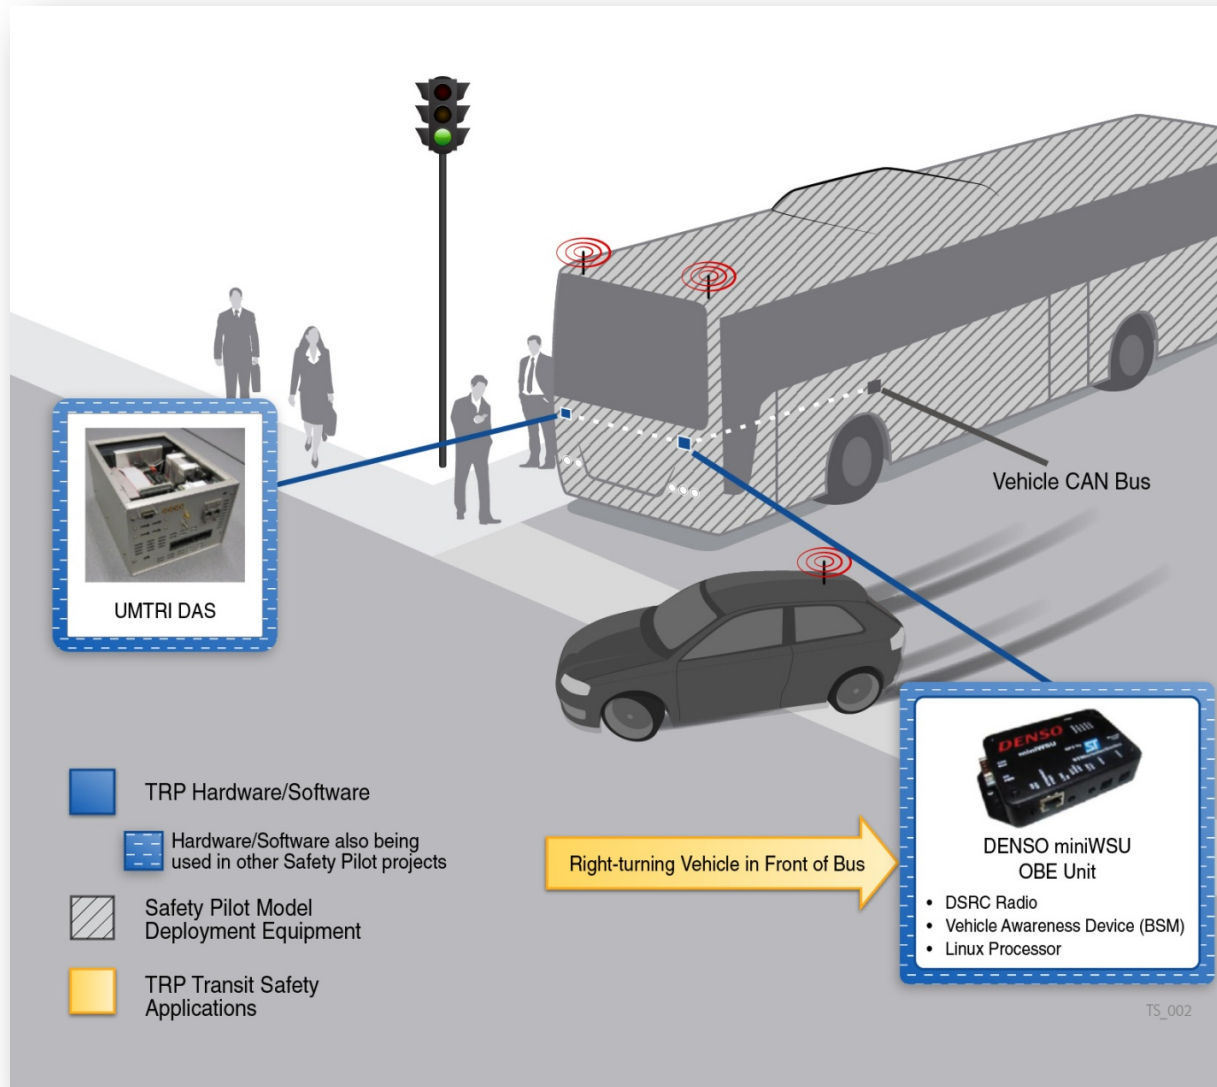 Vehicle CAN Bus
UMTRI DAS
DENSO
miniWSU
TRP Hardware/Software
Hardware/Software also being
used in other Safety Pilot projects
Safety Pilot Model
Deployment Equipment
TRP Transit Safety
Applications
Right-turning Vehicle in Front of Bus
DENSO miniWSU
OBE Unit
• DSRC Radio
• Vehicle Awareness Device (BSM)
• Linux Processor
TS_002